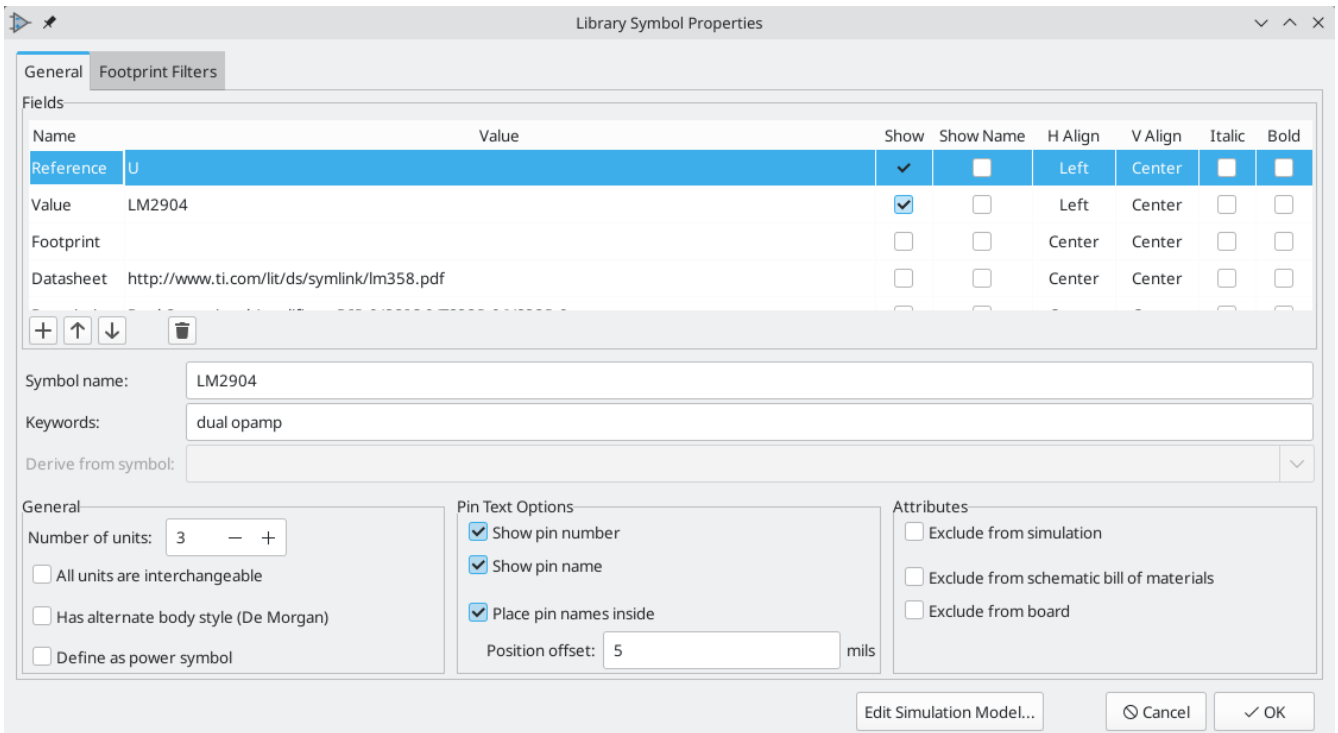 Library Symbol Properties
General Footprint Filters
Fields
Name Value Show Show Name H Align V Align Italic Bold
Reference U Left Center
Value LM2904 Left Center
Footprint Center Center
Datasheet http://www.ti.com/lit/ds/symlink/lm358.pdf Center Center
Symbol name: LM2904
Keywords: dual opamp
Derive from symbol:
General
Number of units: 3
All units are interchangeable
Has alternate body style (De Morgan)
Define as power symbol
Pin Text Options
Show pin number
Show pin name
Place pin names inside
Position offset: 5 mils
Attributes
Exclude from simulation
Exclude from schematic bill of materials
Exclude from board
Edit Simulation Model... Cancel OK